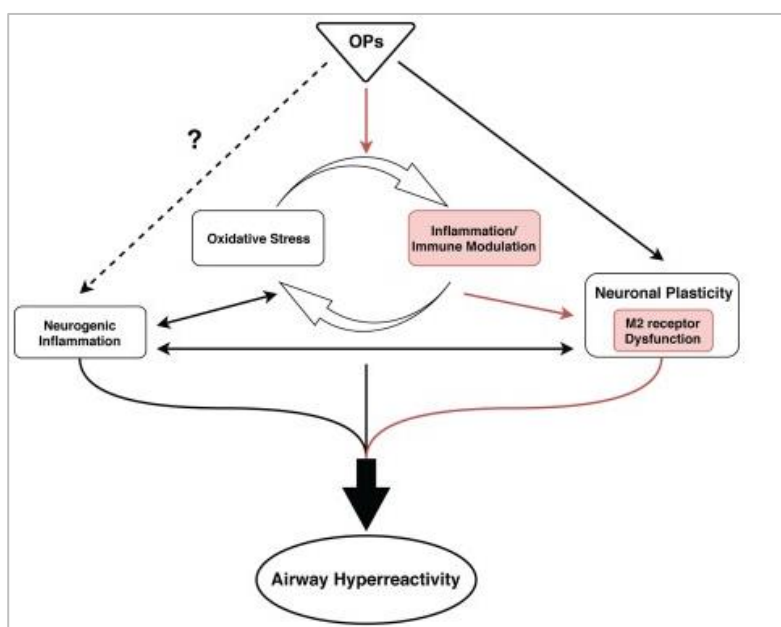 OPs
?
Oxidative Stress
Inflammation/
Immune Modulation
Neurogenic
Inflammation
Neuronal Plasticity
M2 receptor
Dysfunction
Airway Hyperreactivity